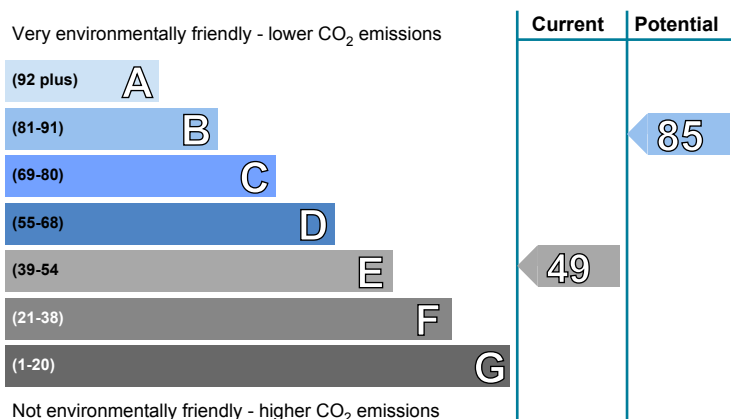 Current Potential
Very environmentally friendly - lower CO₂ emissions
(92 plus) A
(81-91) B 85
(69-80) C
(55-68) D
(39-54 E 49
(21-38) F
(1-20) G
Not environmentally friendly - higher CO₂ emissions